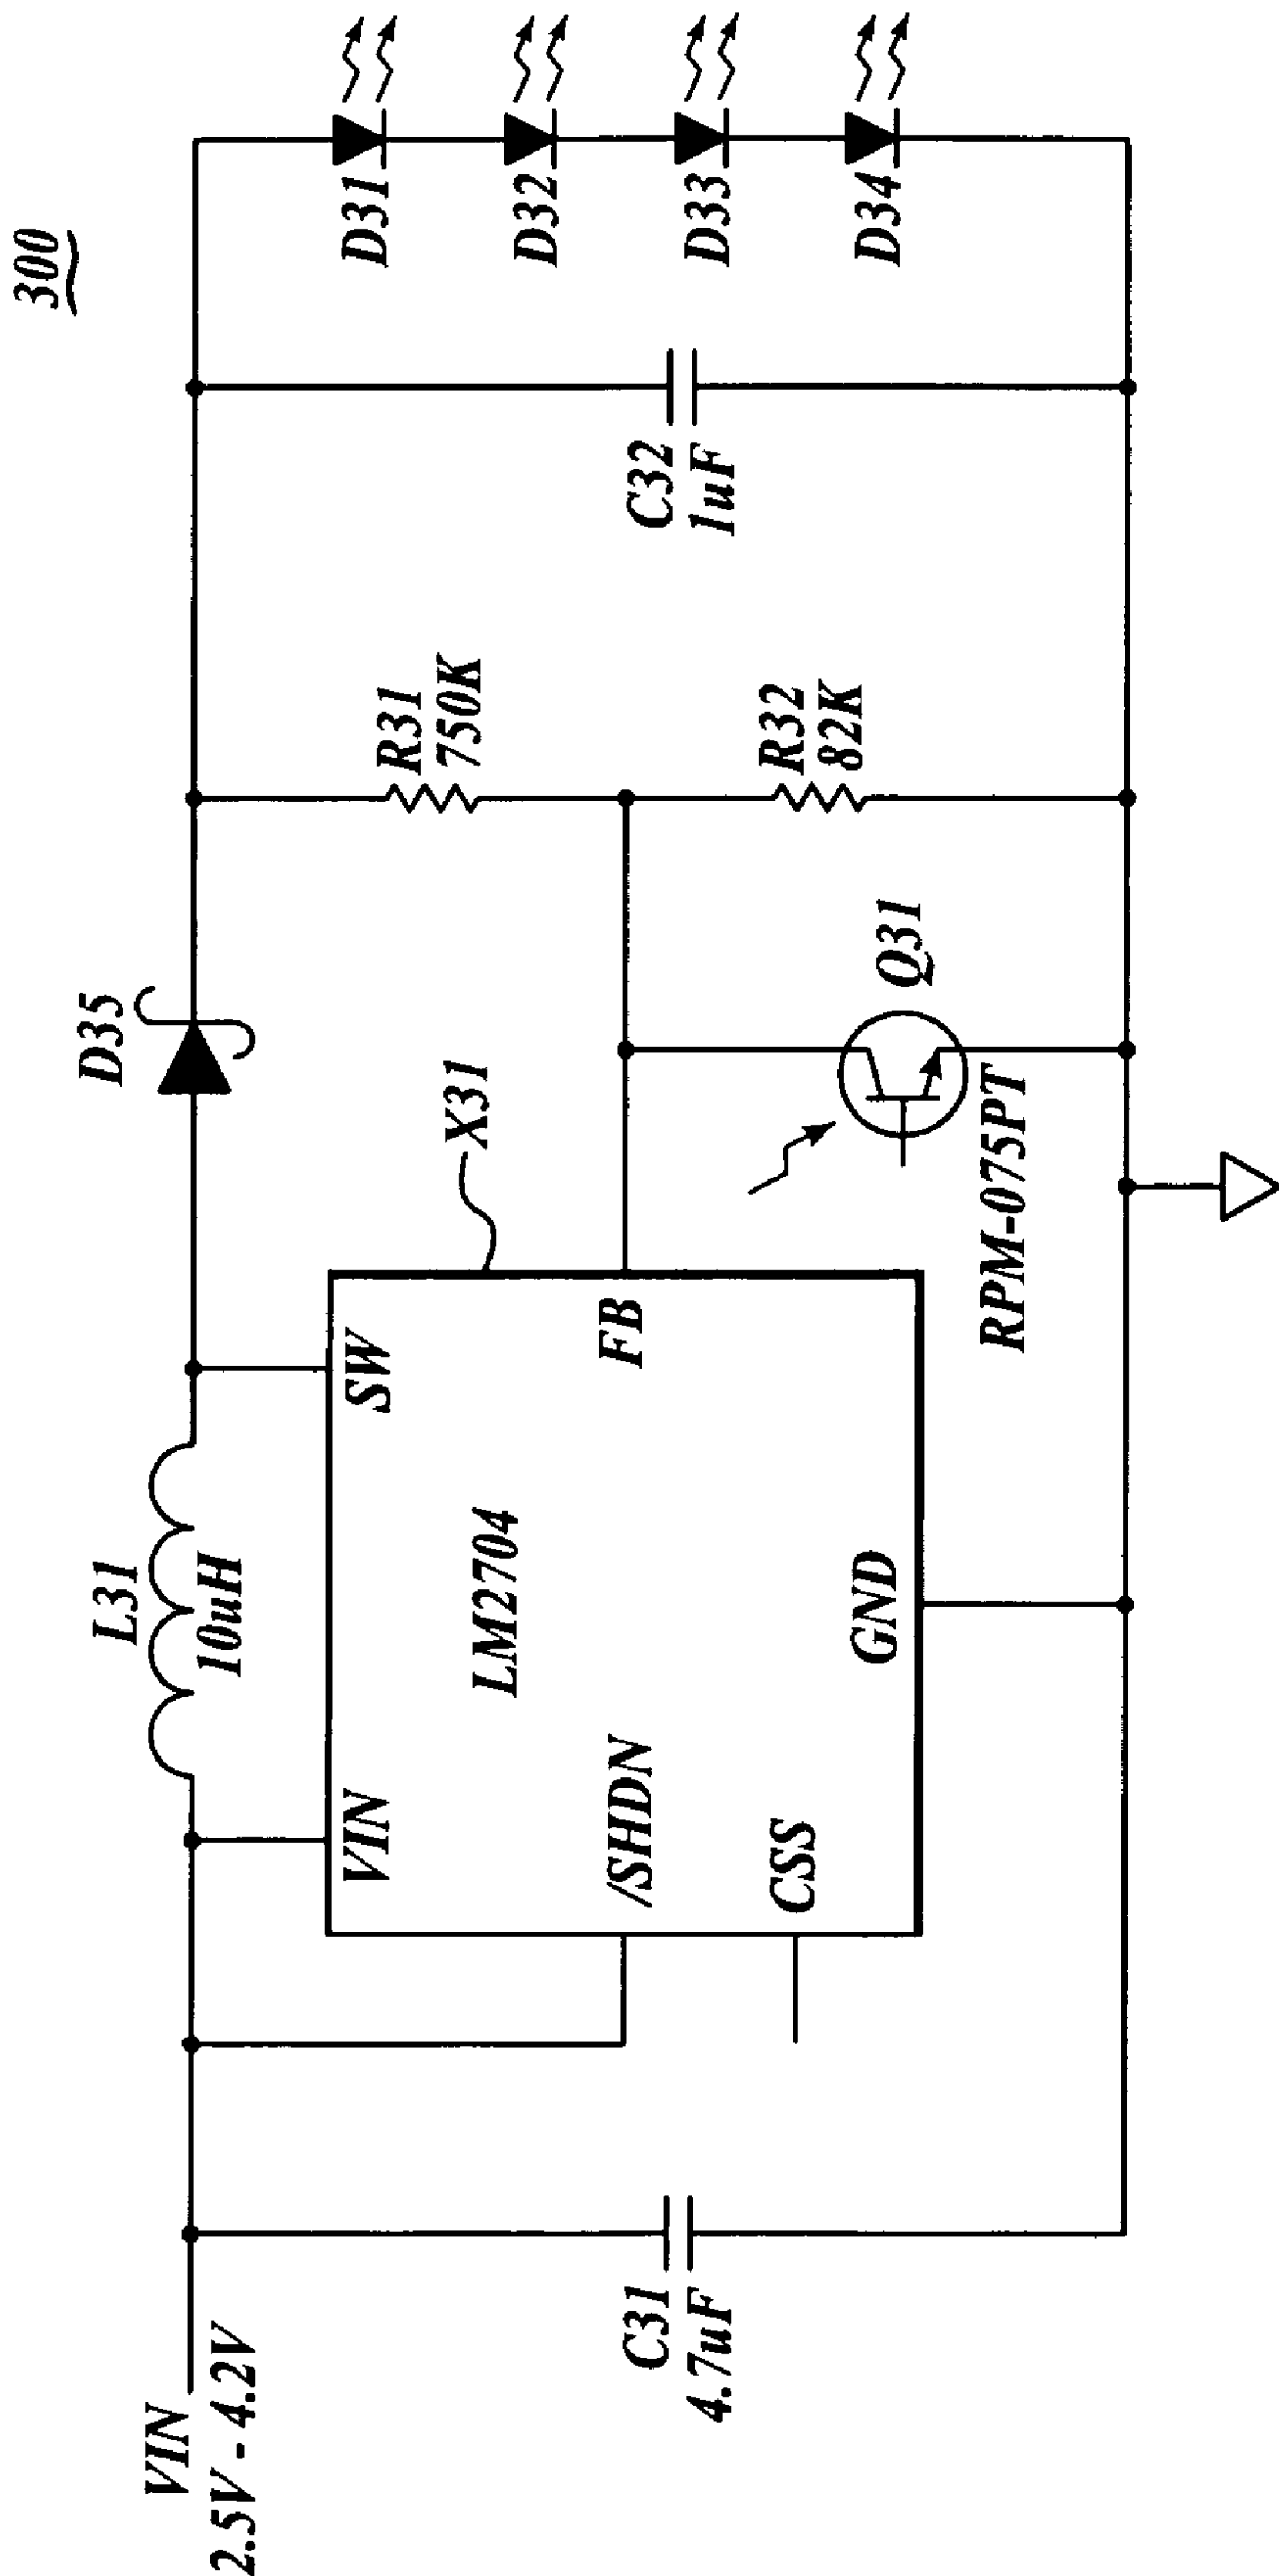 300
VIN
2.5V - 4.2V
C31
4.7uF
L31
10uH
VIN
/SHDN
CSS
LM2704
GND
SW
FB
X31
D35
Q31
RPM-075PT
R31
750K
R32
82K
C32
1uF
D31
D32
D33
D34